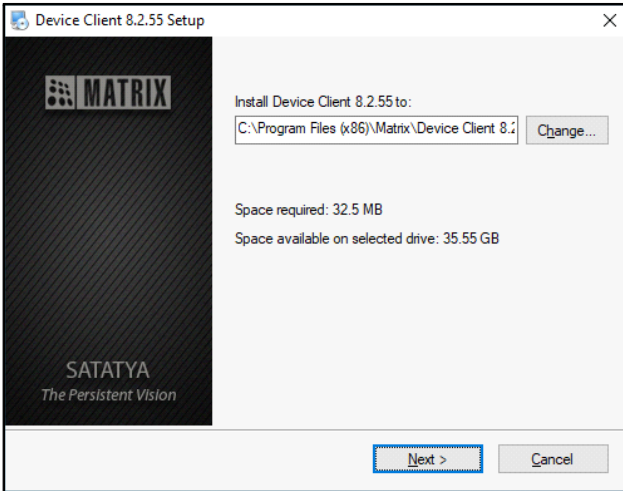 Device Client 8.2.55 Setup
MATRIX
Install Device Client 8.2.55 to:
C:\Program Files (x86)\Matrix\Device Client 8.2
Change...
Space required: 32.5 MB
Space available on selected drive: 35.55 GB
SATATYA
The Persistent Vision
Next >
Cancel